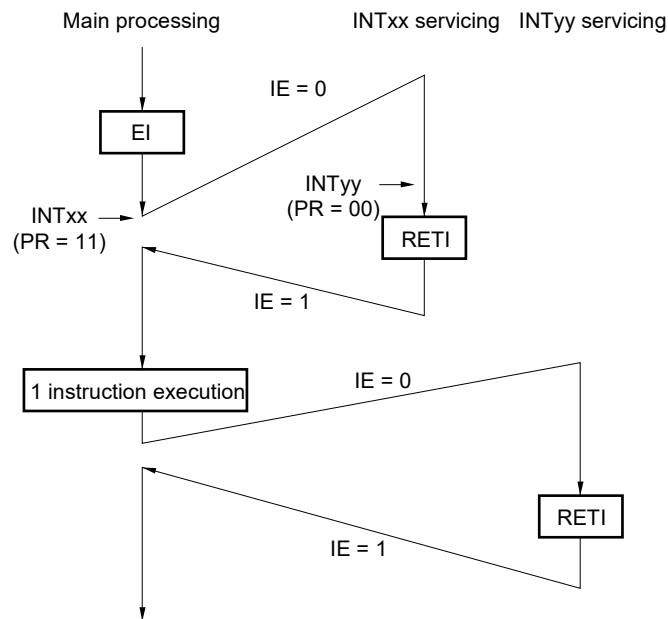 Main processing
INTxx servicing
INTyy servicing
IE = 0
EI
INTyy
(PR = 00)
INTxx
(PR = 11)
RETI
IE = 1
1 instruction execution
IE = 0
RETI
IE = 1